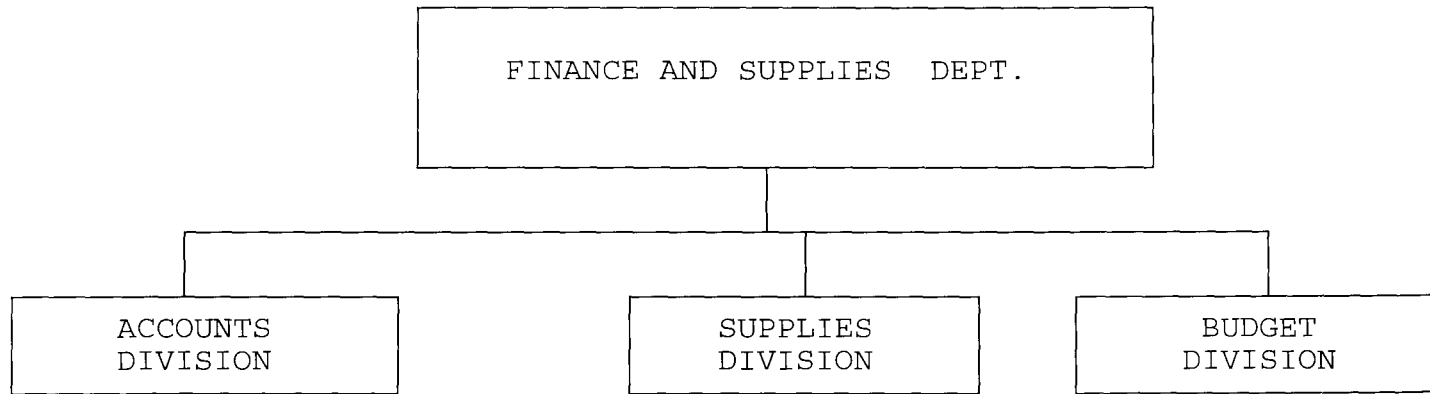 FINANCE AND SUPPLIES DEPT.
ACCOUNTS
DIVISION
SUPPLIES
DIVISION
BUDGET
DIVISION